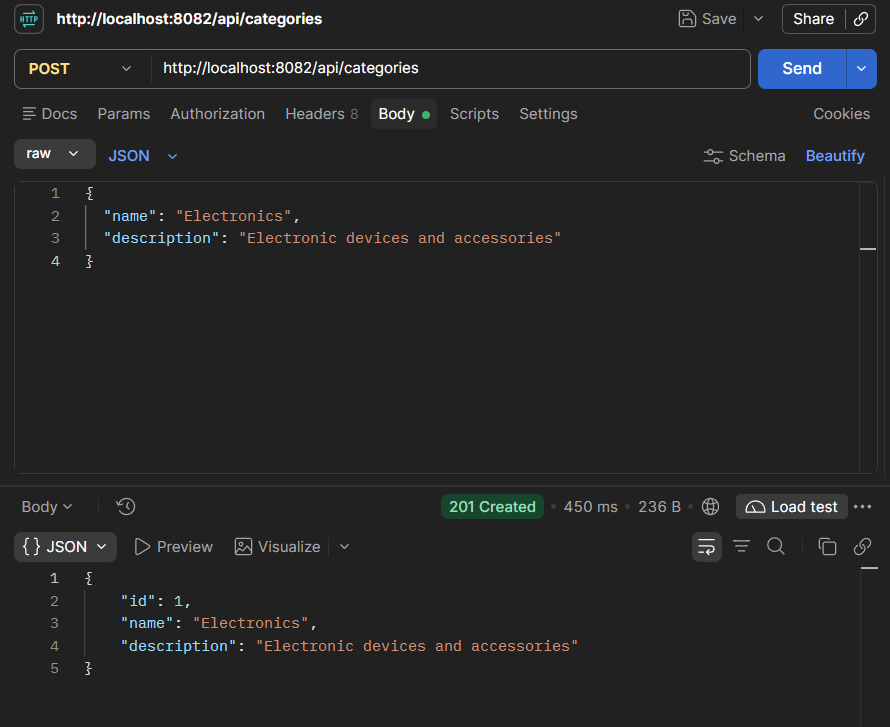 HTTP http://localhost:8082/api/categories Save Share
POST http://localhost:8082/api/categories Send
Docs Params Authorization Headers 8 Body Scripts Settings Cookies
raw JSON Schema Beautify
1 {
2 "name": "Electronics",
3 "description": "Electronic devices and accessories"
4 }
Body 201 Created • 450 ms • 236 B • Load test
{} JSON Preview Visualize
1 {
2 "id": 1,
3 "name": "Electronics",
4 "description": "Electronic devices and accessories"
5 }